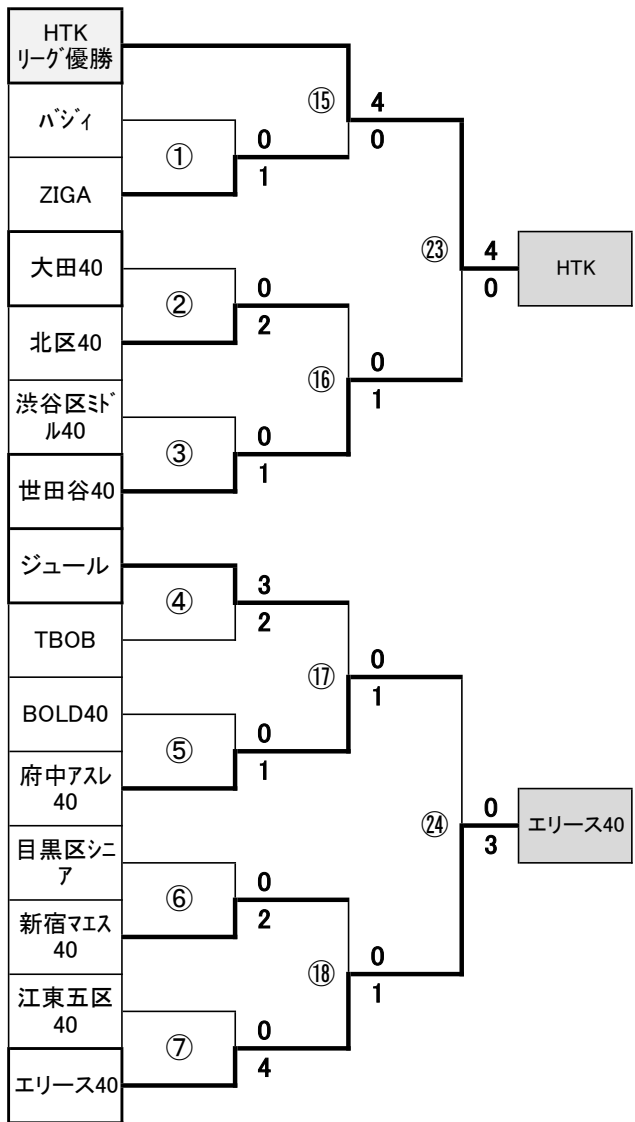 HTK
リーグ優勝
バジィ
ZIGA
大田40
北区40
渋谷区ミド
ル40
世田谷40
ジュール
TBOB
BOLD40
府中アスレ
40
目黒区シニ
ア
新宿マエス
40
江東五区
40
エリース40
①
0
1
②
0
2
③
0
1
④
3
2
⑤
0
1
⑥
0
2
⑦
0
4
⑮
4
0
⑯
0
1
⑰
0
1
⑱
0
1
㉓
4
0
HTK
㉔
0
3
エリース40